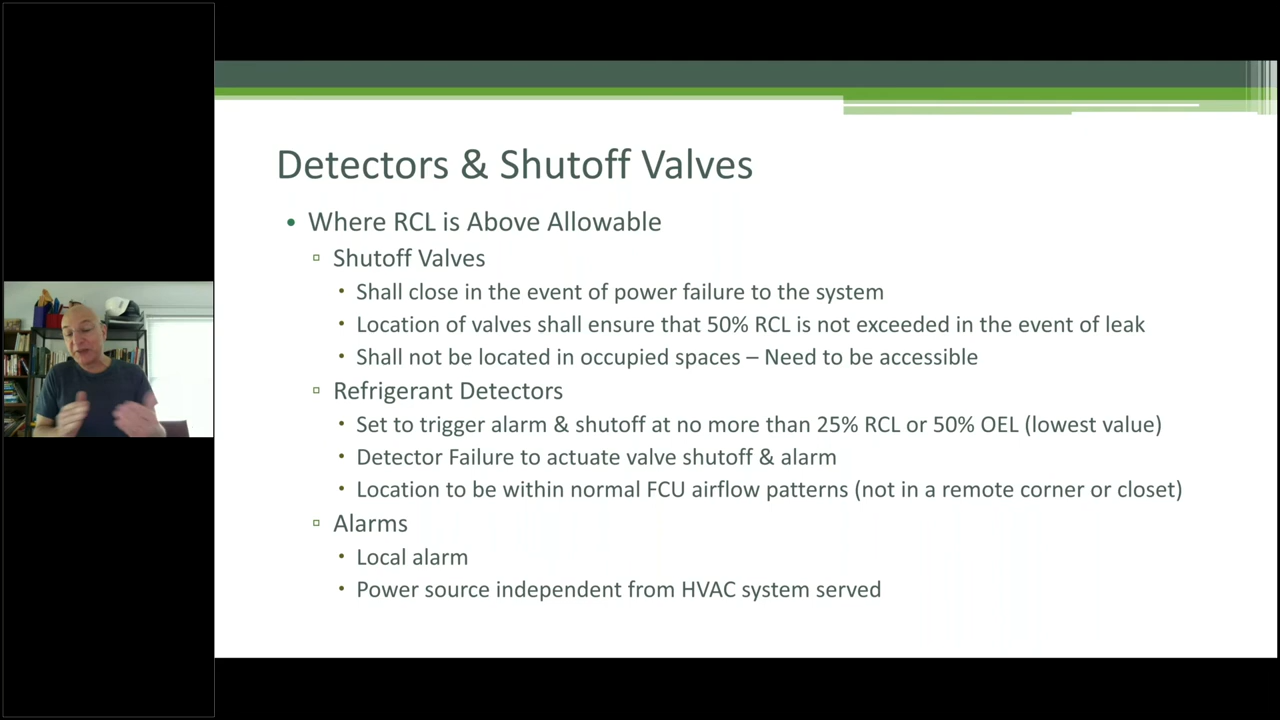 Detectors & Shutoff Valves
• Where RCL is Above Allowable
▫ Shutoff Valves
• Shall close in the event of power failure to the system
• Location of valves shall ensure that 50% RCL is not exceeded in the event of leak
• Shall not be located in occupied spaces – Need to be accessible
▫ Refrigerant Detectors
• Set to trigger alarm & shutoff at no more than 25% RCL or 50% OEL (lowest value)
• Detector Failure to actuate valve shutoff & alarm
• Location to be within normal FCU airflow patterns (not in a remote corner or closet)
▫ Alarms
• Local alarm
• Power source independent from HVAC system served